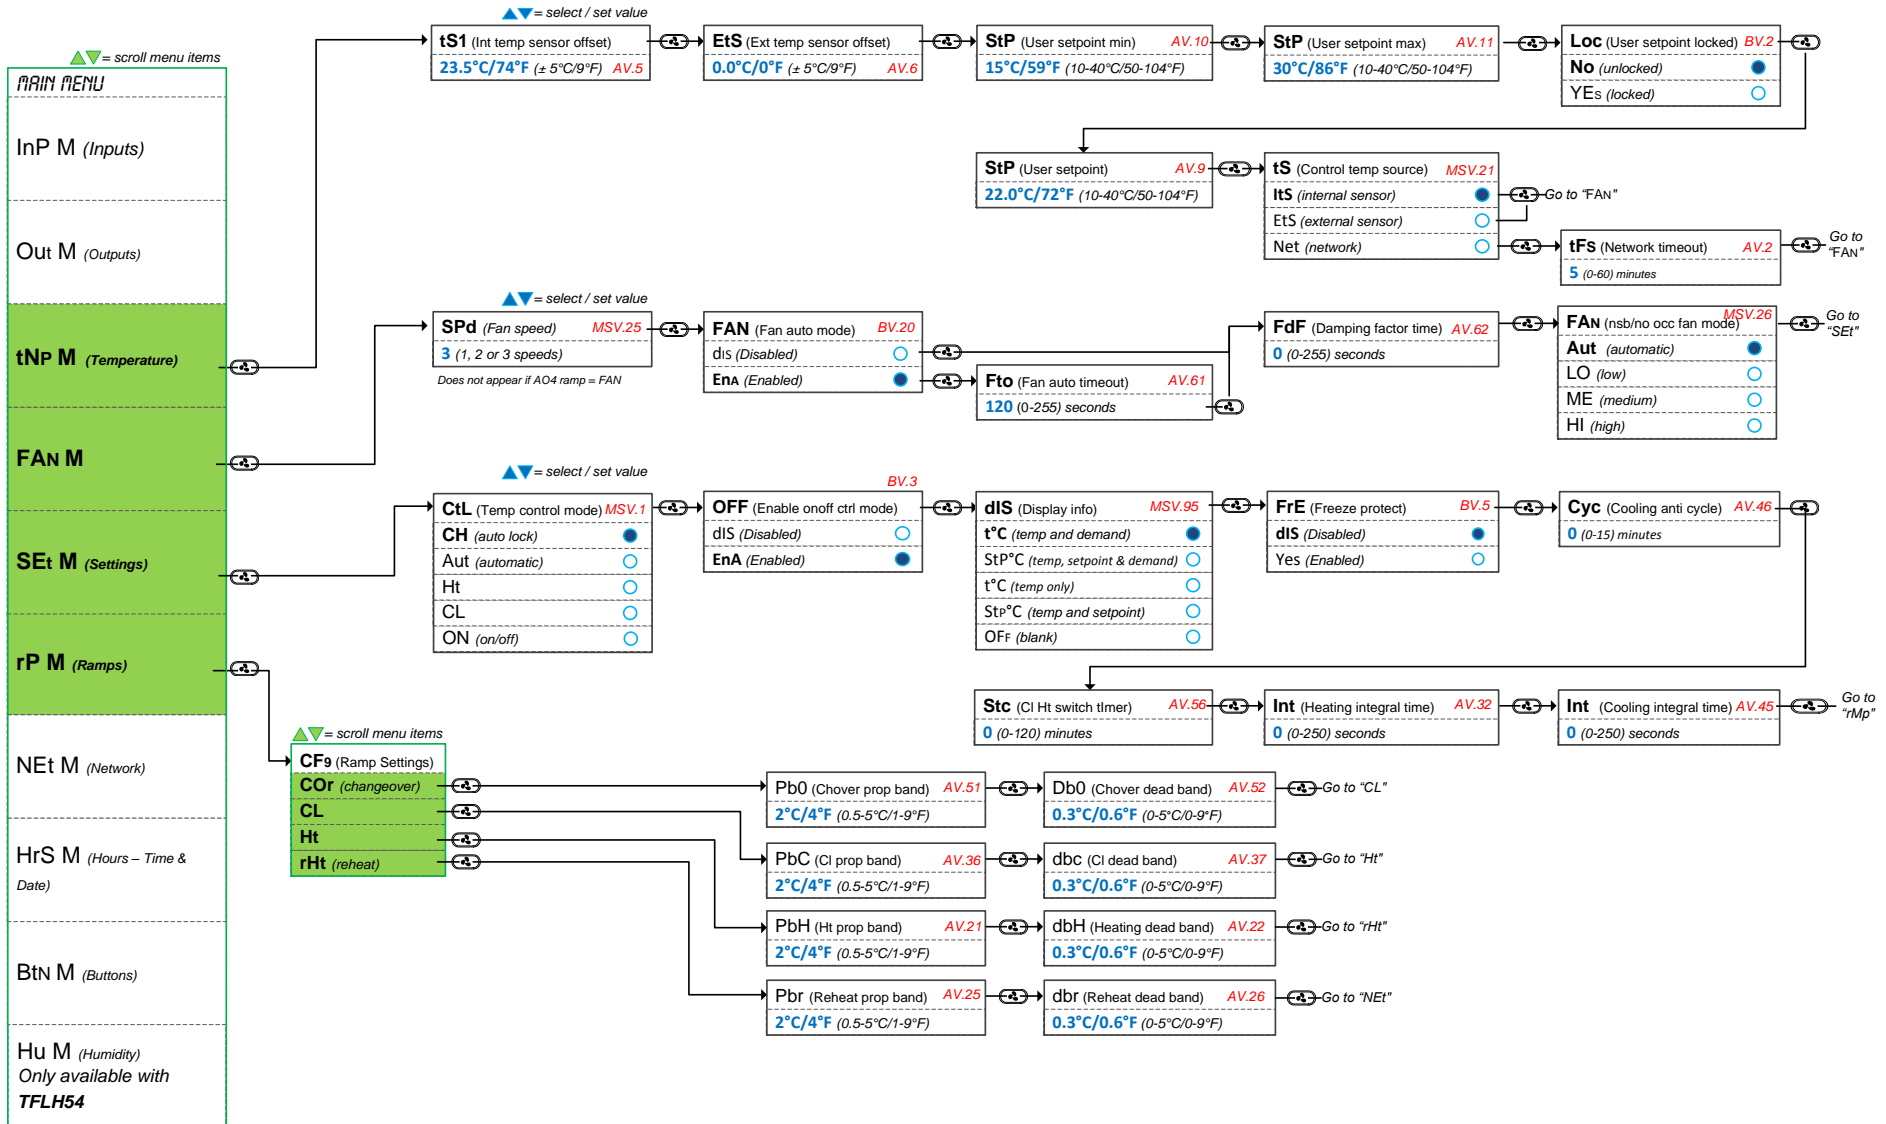 = scroll menu items
MAIN MENU
InP M (Inputs)
Out M (Outputs)
tNP M (Temperature)
FAN M
SEt M (Settings)
rP M (Ramps)
NEt M (Network)
HrS M (Hours – Time &
Date)
BtN M (Buttons)
Hu M (Humidity)
Only available with
TFLH54
= select / set value
tS1 (Int temp sensor offset)
23.5°C/74°F (± 5°C/9°F) AV.5
EtS (Ext temp sensor offset)
0.0°C/0°F (± 5°C/9°F) AV.6
StP (User setpoint min) AV.10
15°C/59°F (10-40°C/50-104°F)
StP (User setpoint max) AV.11
30°C/86°F (10-40°C/50-104°F)
Loc (User setpoint locked) BV.2
No (unlocked)
YEs (locked)
StP (User setpoint) AV.9
22.0°C/72°F (10-40°C/50-104°F)
tS (Control temp source) MSV.21
ItS (internal sensor)
Go to "FAN"
EtS (external sensor)
Net (network)
tFs (Network timeout) AV.2
5 (0-60) minutes
Go to
"FAN"
= select / set value
SPd (Fan speed) MSV.25
3 (1, 2 or 3 speeds)
Does not appear if AO4 ramp = FAN
FAN (Fan auto mode) BV.20
dIs (Disabled)
EnA (Enabled)
Fto (Fan auto timeout) AV.61
120 (0-255) seconds
FdF (Damping factor time) AV.62
0 (0-255) seconds
FAN (nsb/no occ fan mode) MSV.26
Aut (automatic)
LO (low)
ME (medium)
HI (high)
Go to
"SEt"
= select / set value
CtL (Temp control mode) MSV.1
CH (auto lock)
Aut (automatic)
Ht
CL
ON (on/off)
BV.3
OFF (Enable onoff ctrl mode)
dIS (Disabled)
EnA (Enabled)
dIS (Display info) MSV.95
t°C (temp and demand)
StP°C (temp, setpoint & demand)
t°C (temp only)
StP°C (temp and setpoint)
OFF (blank)
FrE (Freeze protect) BV.5
dIS (Disabled)
Yes (Enabled)
Cyc (Cooling anti cycle) AV.46
0 (0-15) minutes
Stc (Cl Ht switch tImer) AV.56
0 (0-120) minutes
Int (Heating integral time) AV.32
0 (0-250) seconds
Int (Cooling integral time) AV.45
0 (0-250) seconds
Go to
"rMp"
= scroll menu items
CF9 (Ramp Settings)
COr (changeover)
CL
Ht
rHt (reheat)
Pb0 (Chover prop band) AV.51
2°C/4°F (0.5-5°C/1-9°F)
Db0 (Chover dead band) AV.52
0.3°C/0.6°F (0-5°C/0-9°F)
Go to "CL"
PbC (Cl prop band) AV.36
2°C/4°F (0.5-5°C/1-9°F)
dbc (Cl dead band) AV.37
0.3°C/0.6°F (0-5°C/0-9°F)
Go to "Ht"
PbH (Ht prop band) AV.21
2°C/4°F (0.5-5°C/1-9°F)
dbH (Heating dead band) AV.22
0.3°C/0.6°F (0-5°C/0-9°F)
Go to "rHt"
Pbr (Reheat prop band) AV.25
2°C/4°F (0.5-5°C/1-9°F)
dbr (Reheat dead band) AV.26
0.3°C/0.6°F (0-5°C/0-9°F)
Go to "NEt"